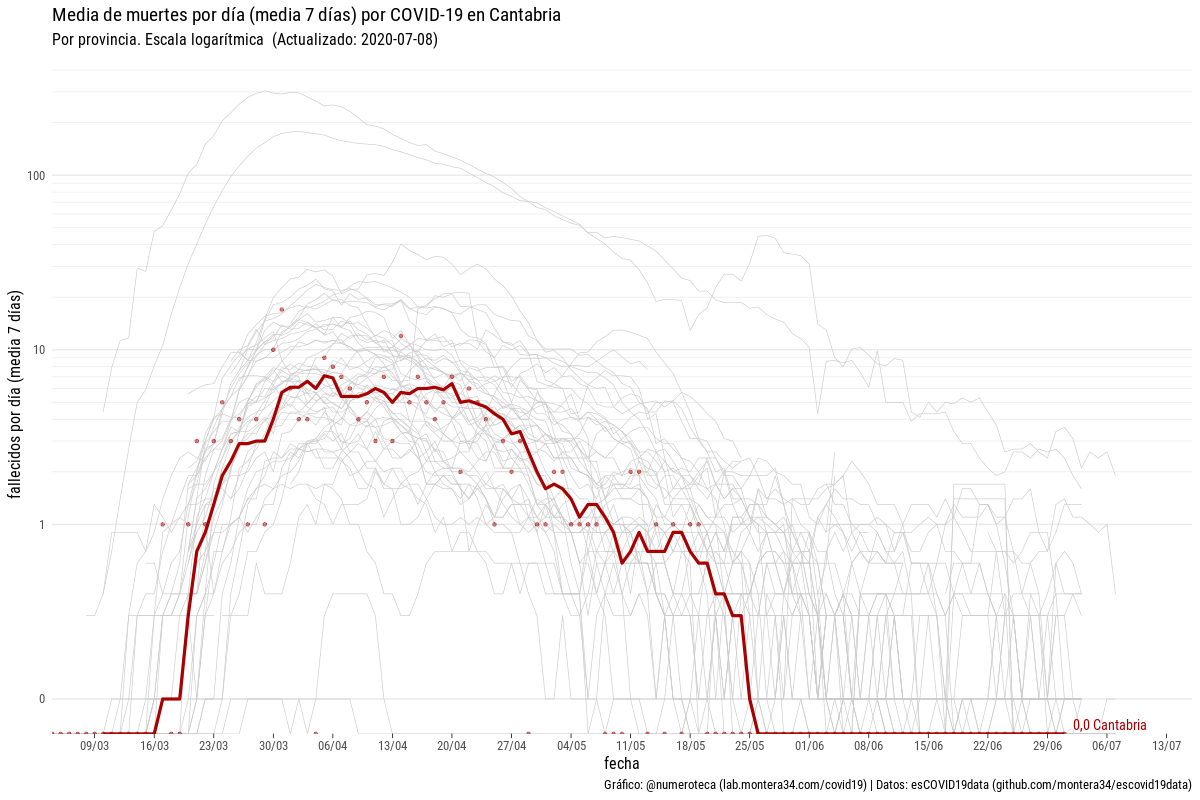 Media de muertes por día (media 7 días) por COVID-19 en Cantabria
Por provincia. Escala logarítmica  (Actualizado: 2020-07-08)
fallecidos por día (media 7 días)
100
10
1
0
0,0 Cantabria
09/03 16/03 23/03 30/03 06/04 13/04 20/04 27/04 04/05 11/05 18/05 25/05 01/06 08/06 15/06 22/06 29/06 06/07 13/07
fecha
Gráfico: @numeroteca (lab.montera34.com/covid19) | Datos: esCOVID19data (github.com/montera34/escovid19data)